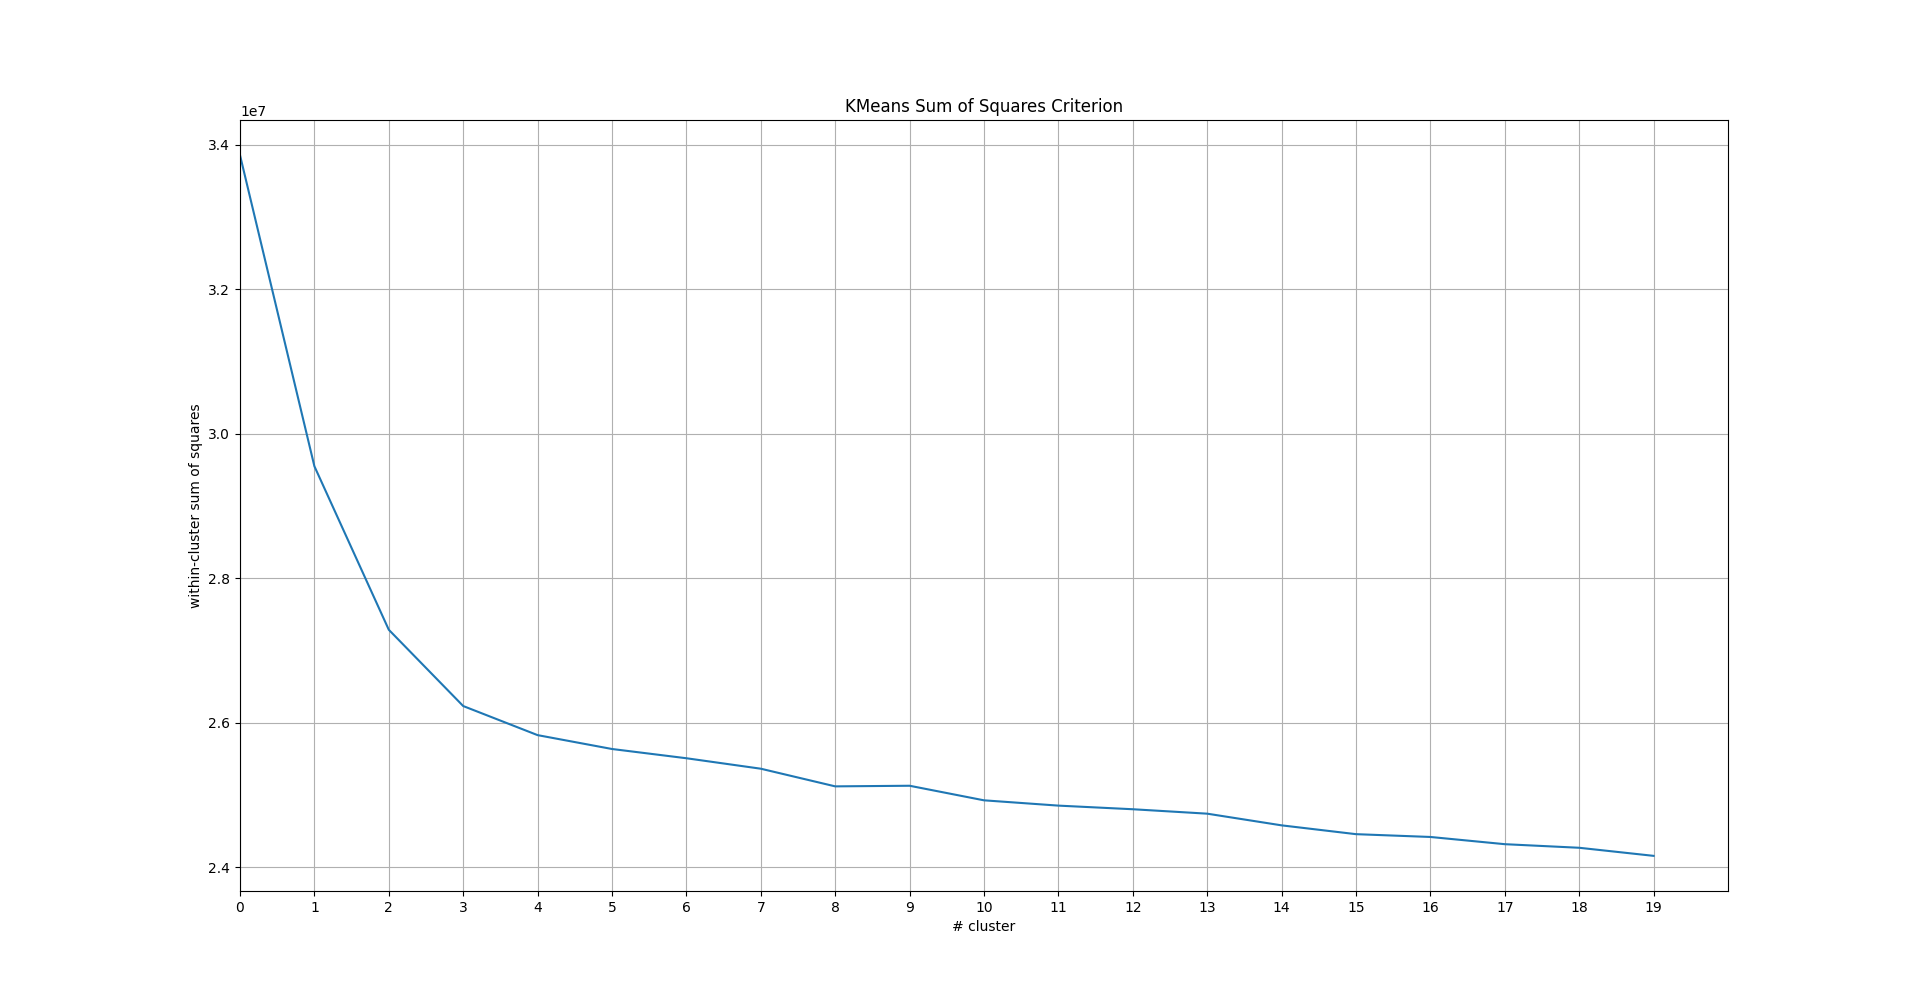 KMeans Sum of Squares Criterion
1e7
3.4
3.2
3.0
2.8
2.6
2.4
within-cluster sum of squares
0 1 2 3 4 5 6 7 8 9 10 11 12 13 14 15 16 17 18 19
# cluster